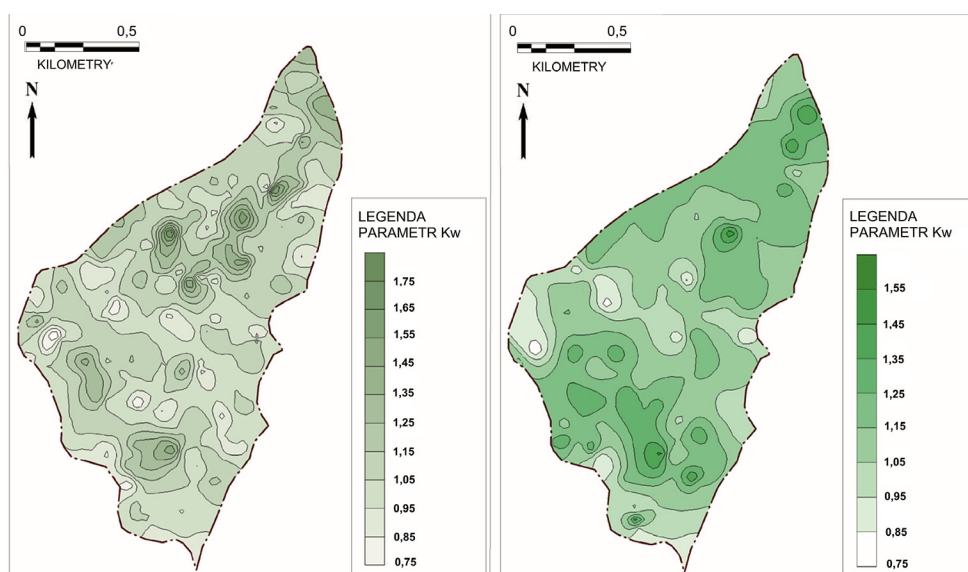 0 0,5
KILOMETRY
N
LEGENDA
PARAMETR Kw
1.75
1,65
1,55
1,45
1,35
1,25
1,15
1,05
0,95
0,85
0,75
0 0,5
KILOMETRY
N
LEGENDA
PARAMETR Kw
1,55
1,45
1,35
1,25
1,15
1,05
0,95
0,85
0,75